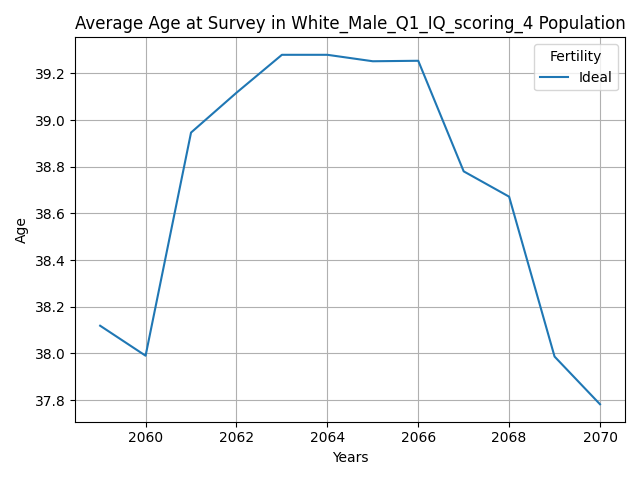 Average Age at Survey in White_Male_Q1_IQ_scoring_4 Population
Fertility
Ideal
39.2
39.0
38.8
38.6
38.4
38.2
38.0
37.8
Age
2060 2062 2064 2066 2068 2070
Years